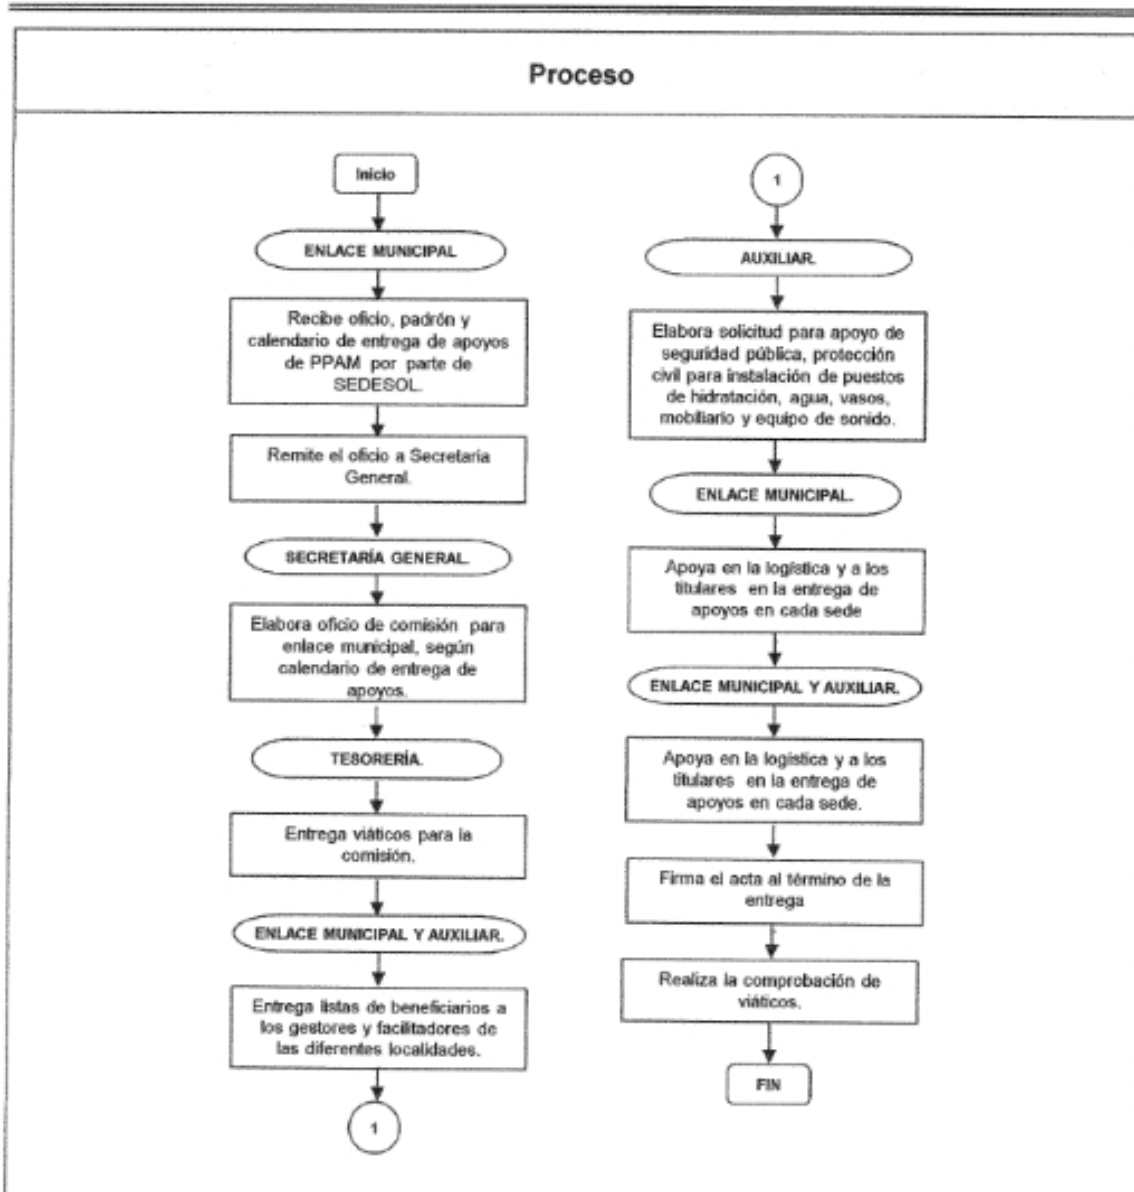 Proceso
Inicio
ENLACE MUNICIPAL
Recibe oficio, padrón y
calendario de entrega de apoyos
de PPAM por parte de
SEDESOL.
Remite el oficio a Secretaría
General.
SECRETARÍA GENERAL.
Elabora oficio de comisión para
enlace municipal, según
calendario de entrega de
apoyos.
TESORERÍA.
Entrega viáticos para la
comisión.
ENLACE MUNICIPAL Y AUXILIAR.
Entrega listas de beneficiarios a
los gestores y facilitadores de
las diferentes localidades.
1
1
AUXILIAR.
Elabora solicitud para apoyo de
seguridad pública, protección
civil para instalación de puestos
de hidratación, agua, vasos,
mobiliario y equipo de sonido.
ENLACE MUNICIPAL.
Apoya en la logística y a los
titulares en la entrega de
apoyos en cada sede
ENLACE MUNICIPAL Y AUXILIAR.
Apoya en la logística y a los
titulares en la entrega de
apoyos en cada sede.
Firma el acta al término de la
entrega
Realiza la comprobación de
viáticos.
FIN